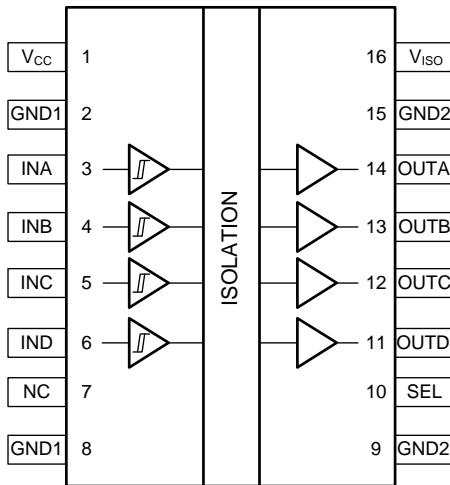 VCC 1 16 VISO
GND1 2 15 GND2
INA 3 14 OUTA
INB 4 13 OUTB
INC 5 12 OUTC
IND 6 11 OUTD
NC 7 10 SEL
GND1 8 9 GND2
ISOLATION